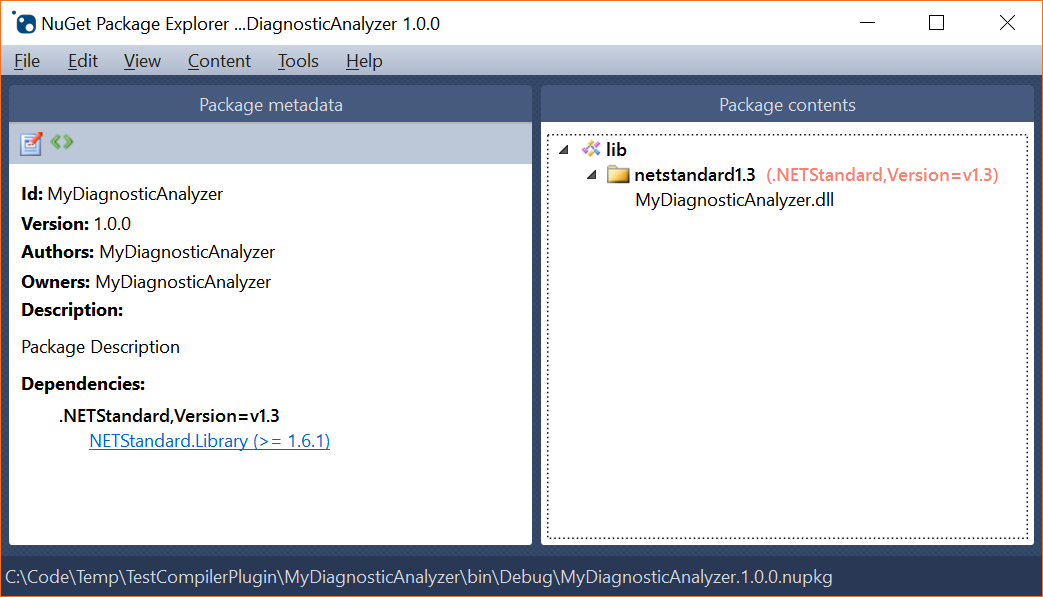 NuGet Package Explorer ...DiagnosticAnalyzer 1.0.0
File Edit View Content Tools Help
Package metadata
Id: MyDiagnosticAnalyzer
Version: 1.0.0
Authors: MyDiagnosticAnalyzer
Owners: MyDiagnosticAnalyzer
Description:
Package Description
Dependencies:
.NETStandard,Version=v1.3
NETStandard.Library (>= 1.6.1)
Package contents
lib
netstandard1.3 (.NETStandard,Version=v1.3)
MyDiagnosticAnalyzer.dll
C:\Code\Temp\TestCompilerPlugin\MyDiagnosticAnalyzer\bin\Debug\MyDiagnosticAnalyzer.1.0.0.nupkg